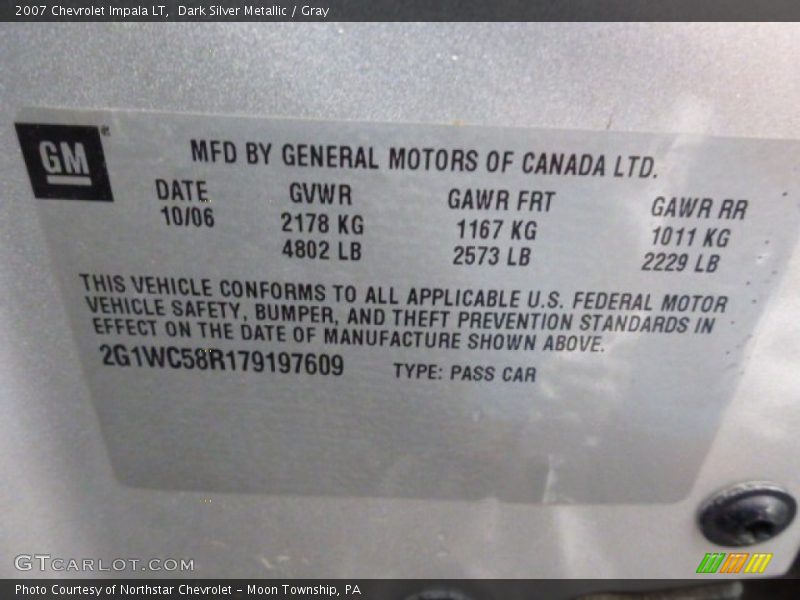 2007 Chevrolet Impala LT, Dark Silver Metallic / Gray
GM
MFD BY GENERAL MOTORS OF CANADA LTD.
DATE GVWR GAWR FRT GAWR RR
10/06 2178 KG 1167 KG 1011 KG
4802 LB 2573 LB 2229 LB
THIS VEHICLE CONFORMS TO ALL APPLICABLE U.S. FEDERAL MOTOR
VEHICLE SAFETY, BUMPER, AND THEFT PREVENTION STANDARDS IN
EFFECT ON THE DATE OF MANUFACTURE SHOWN ABOVE.
2G1WC58R179197609 TYPE: PASS CAR
GTCARLOT.COM
Photo Courtesy of Northstar Chevrolet - Moon Township, PA